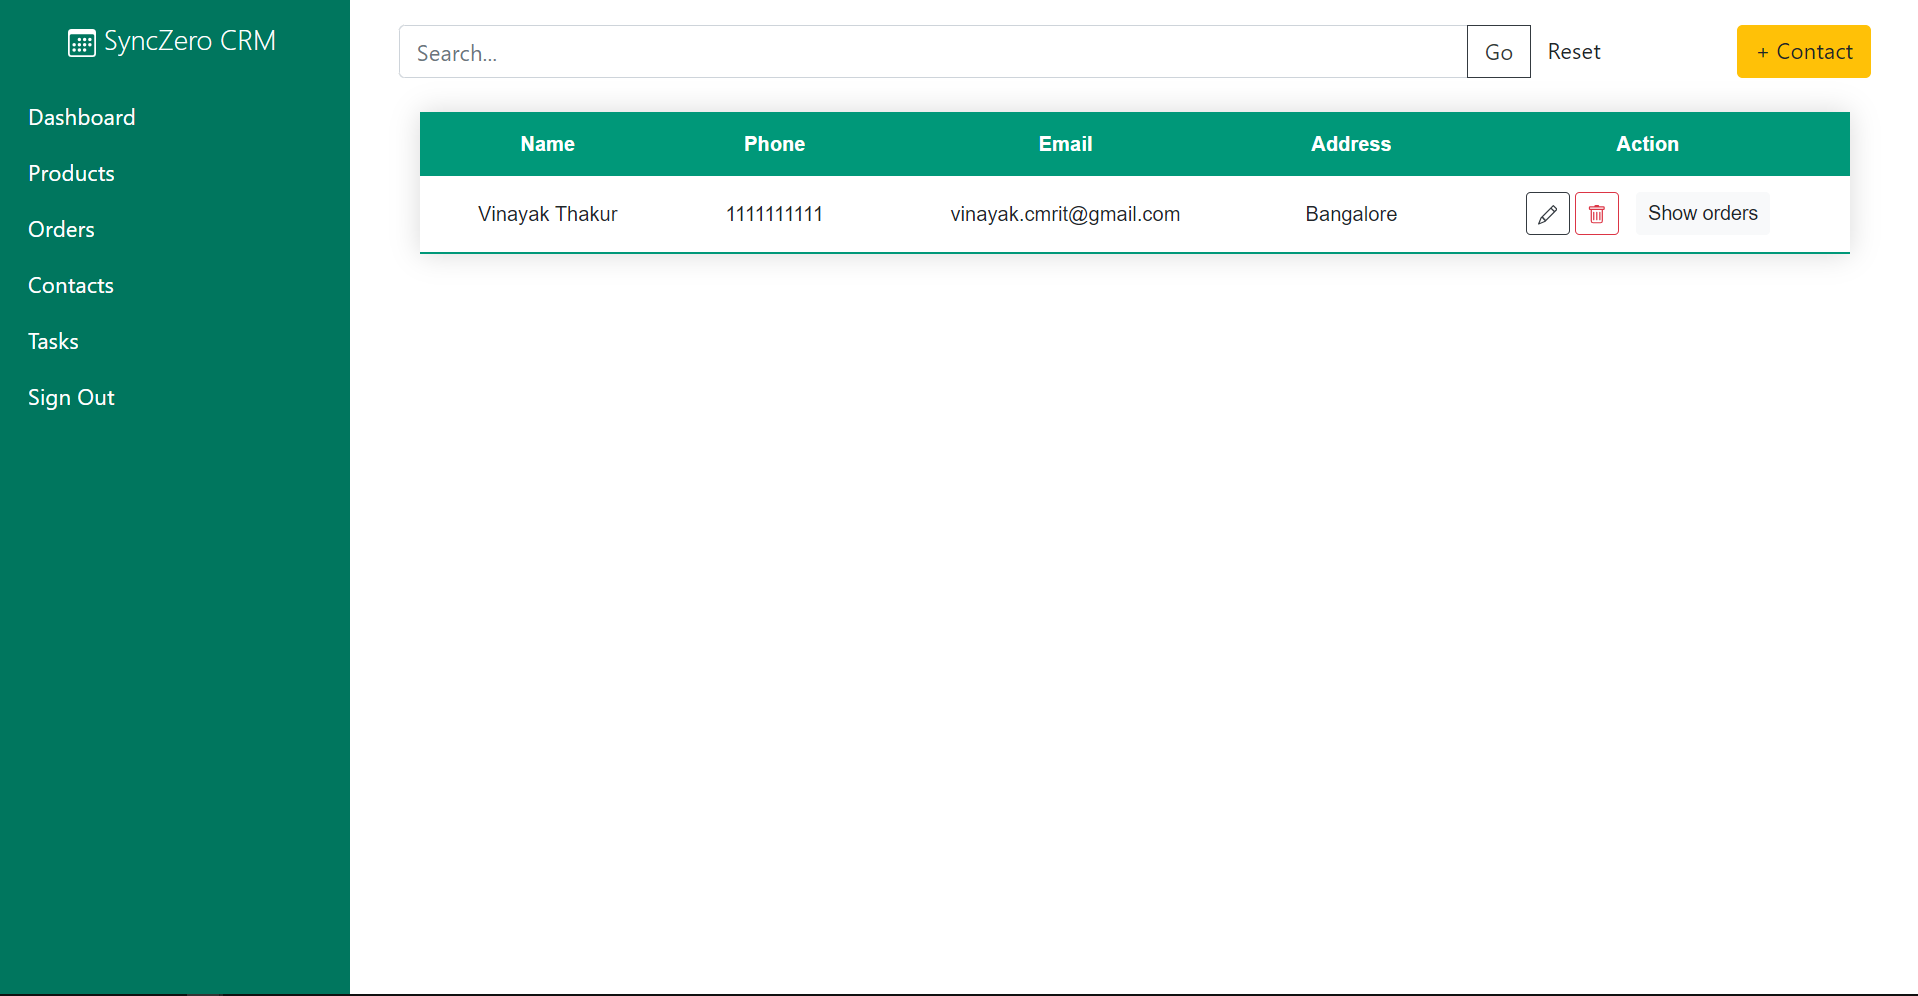 SyncZero CRM
Dashboard
Products
Orders
Contacts
Tasks
Sign Out
Search... Go Reset + Contact
Name Phone Email Address Action
Vinayak Thakur 1111111111 vinayak.cmrit@gmail.com Bangalore Show orders